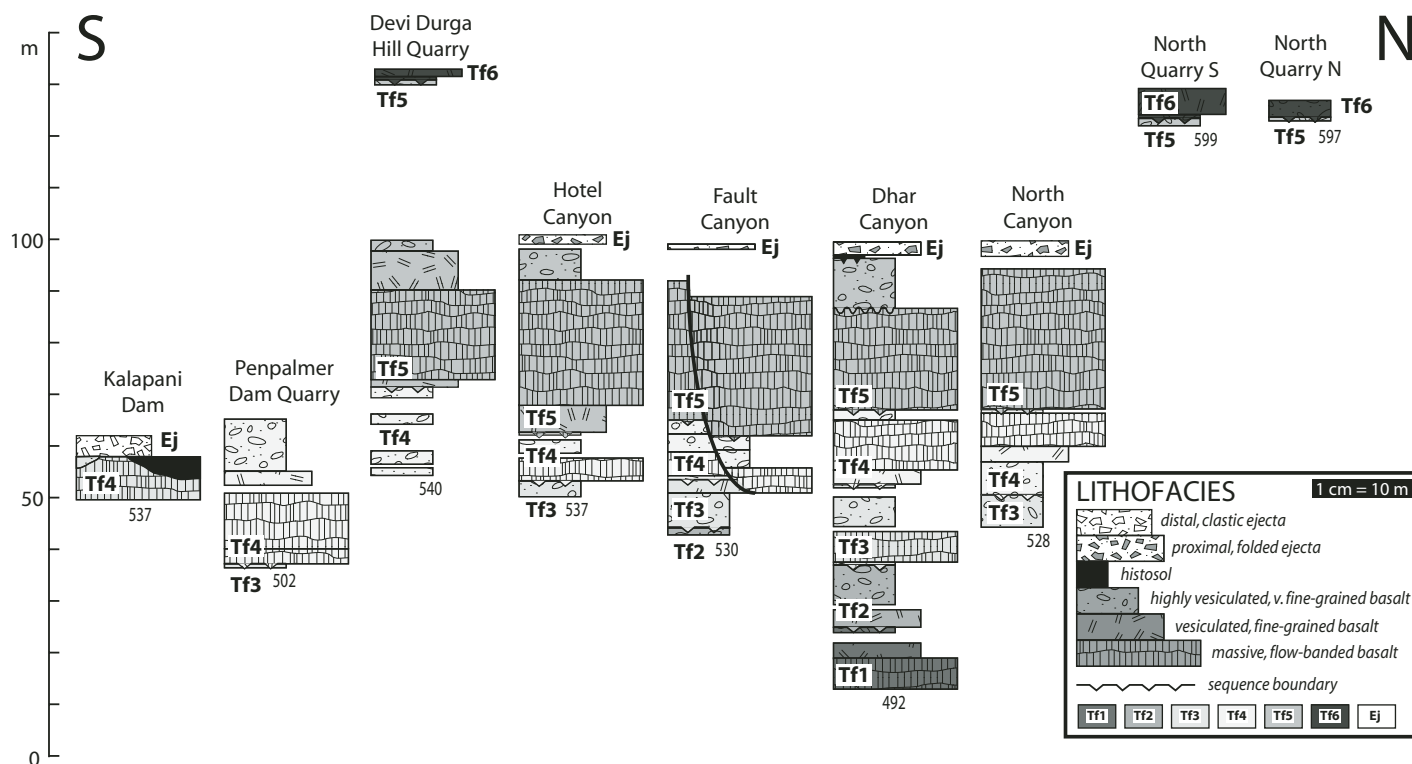 S
N
m
100
50
0
Devi Durga
Hill Quarry
Tf6
Tf5
North
Quarry S
Tf6
Tf5 599
North
Quarry N
Tf6
Tf5 597
Kalapani
Dam
Ej
Tf4
537
Penpalmer
Dam Quarry
Tf4
Tf3 502
Tf5
Tf4
540
Hotel
Canyon
Ej
Tf5
Tf4
Tf3 537
Fault
Canyon
Ej
Tf5
Tf4
Tf3
Tf2 530
Dhar
Canyon
Ej
Tf5
Tf4
Tf3
Tf2
Tf1
492
North
Canyon
Ej
Tf5
Tf4
Tf3
528
LITHOFACIES
1 cm = 10 m
distal, clastic ejecta
proximal, folded ejecta
histosol
highly vesiculated, v. fine-grained basalt
vesiculated, fine-grained basalt
massive, flow-banded basalt
sequence boundary
Tf1 Tf2 Tf3 Tf4 Tf5 Tf6 Ej